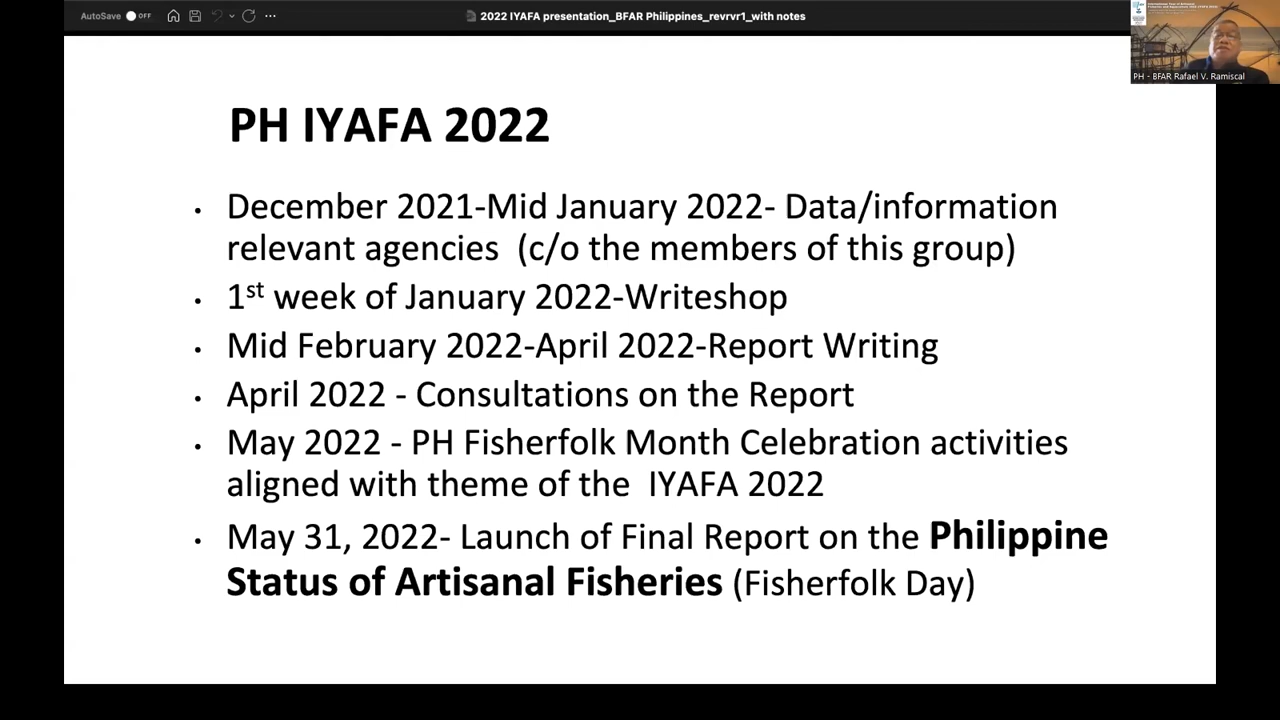 AutoSave OFF
2022 IYAFA presentation_BFAR Philippines_revrvr1_with notes
PH - BFAR Rafael V. Ramiscal
PH IYAFA 2022
• December 2021-Mid January 2022- Data/information
relevant agencies (c/o the members of this group)
• 1st week of January 2022-Writeshop
• Mid February 2022-April 2022-Report Writing
• April 2022 - Consultations on the Report
• May 2022 - PH Fisherfolk Month Celebration activities
aligned with theme of the IYAFA 2022
• May 31, 2022- Launch of Final Report on the Philippine
Status of Artisanal Fisheries (Fisherfolk Day)